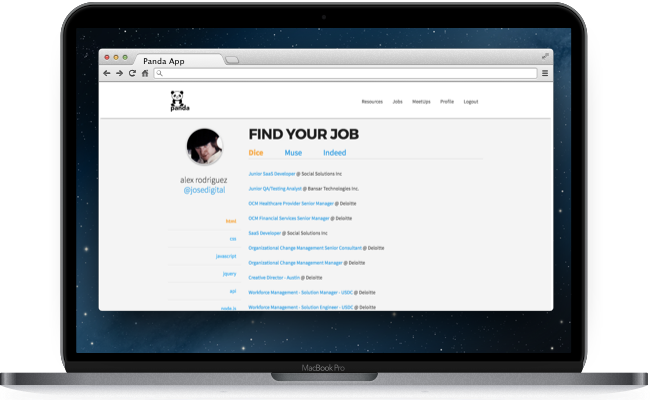 Panda App
panda
Resources Jobs MeetUps Profile Logout
FIND YOUR JOB
Dice Muse Indeed
alex rodriguez
@josedigital
html
css
javascript
jquery
api
node js
Junior SaaS Developer @ Social Solutions Inc
Junior QA/Testing Analyst @ Bansar Technologies Inc.
OCM Healthcare Provider Senior Manager @ Deloitte
OCM Financial Services Senior Manager @ Deloitte
SaaS Developer @ Social Solutions Inc
Organizational Change Management Senior Consultant @ Deloitte
Organizational Change Management Manager @ Deloitte
Creative Director - Austin @ Deloitte
Workforce Management - Solution Manager - USDC @ Deloitte
Workforce Management - Solution Engineer - USDC @ Deloitte
MacBook Pro